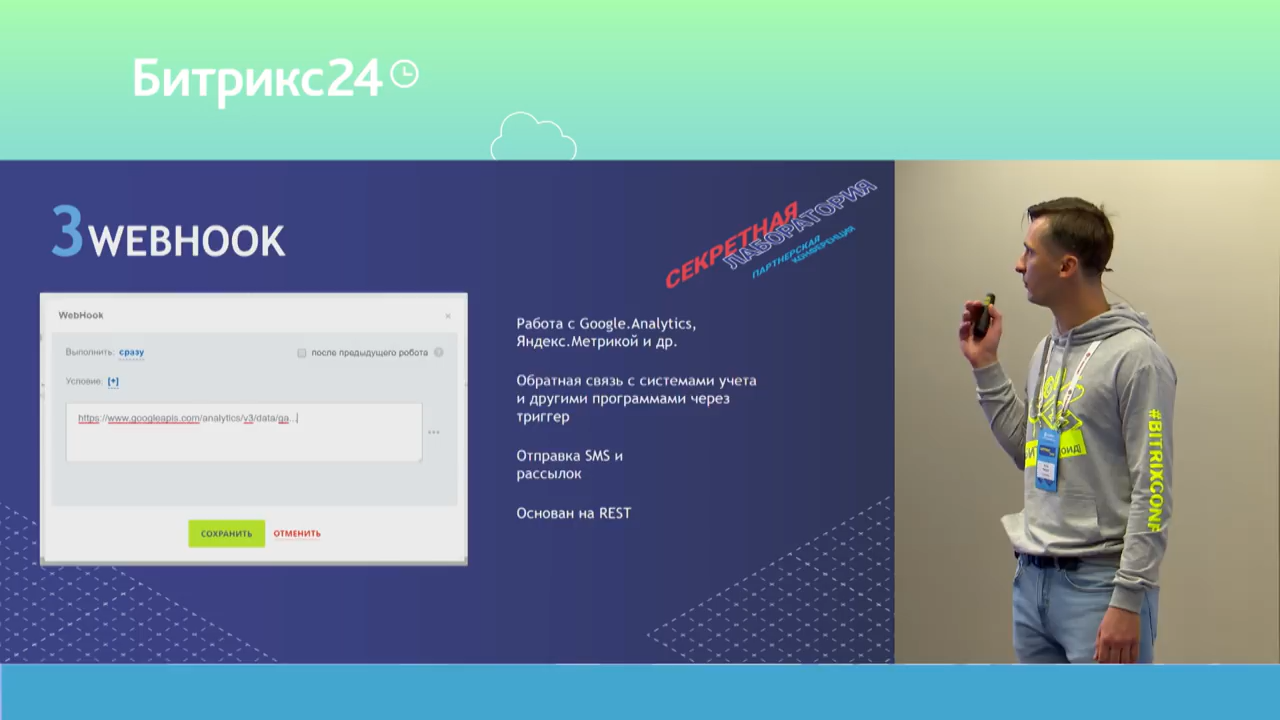 Битрикс24
3 WEBHOOK
СЕКРЕТНАЯ
ЛАБОРАТОРИЯ
ПАРТНЕРСКАЯ
КОНФЕРЕНЦИЯ
WebHook
Выполнить: сразу
после предыдущего робота
Условие: [+]
https://www.googleapis.com/analytics/v3/data/ga...
СОХРАНИТЬ
ОТМЕНИТЬ
Работа с Google.Analytics,
Яндекс.Метрикой и др.
Обратная связь с системами учета
и другими программами через
триггер
Отправка SMS и
рассылок
Основан на REST
#BITRIXCONF